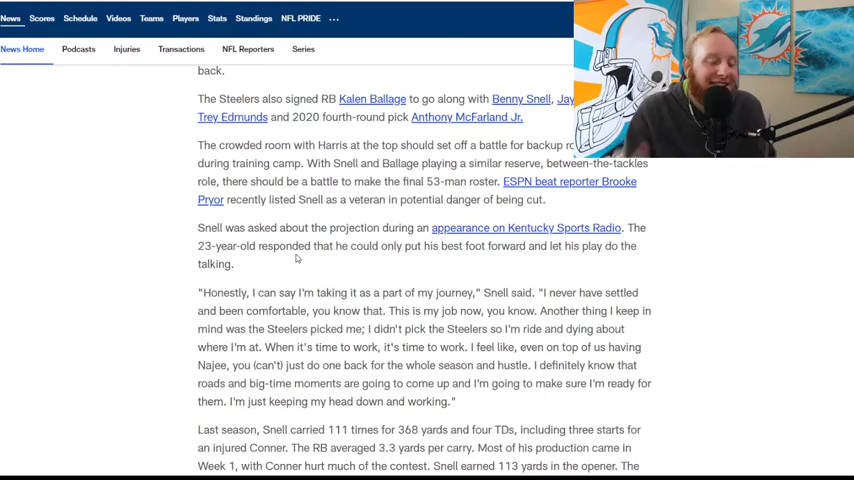 News Scores Schedule Videos Teams Players Stats Standings NFL PRIDE ...
News Home Podcasts Injuries Transactions NFL Reporters Series
back.
The Steelers also signed RB Kalen Ballage to go along with Benny Snell, Jay
Trey Edmunds and 2020 fourth-round pick Anthony McFarland Jr.
The crowded room with Harris at the top should set off a battle for backup
during training camp. With Snell and Ballage playing a similar reserve, between-the-tackles
role, there should be a battle to make the final 53-man roster. ESPN beat reporter Brooke
Pryor recently listed Snell as a veteran in potential danger of being cut.
Snell was asked about the projection during an appearance on Kentucky Sports Radio. The
23-year-old responded that he could only put his best foot forward and let his play do the
talking.
"Honestly, I can say I'm taking it as a part of my journey," Snell said. "I never have settled
and been comfortable, you know that. This is my job now, you know. Another thing I keep in
mind was the Steelers picked me; I didn't pick the Steelers so I'm ride and dying about
where I'm at. When it's time to work, it's time to work. I feel like, even on top of us having
Najee, you (can't) just do one back for the whole season and hustle. I definitely know that
roads and big-time moments are going to come up and I'm going to make sure I'm ready for
them. I'm just keeping my head down and working."
Last season, Snell carried 111 times for 368 yards and four TDs, including three starts for
an injured Conner. The RB averaged 3.3 yards per carry. Most of his production came in
Week 1, with Conner hurt much of the contest. Snell earned 113 yards in the opener. The